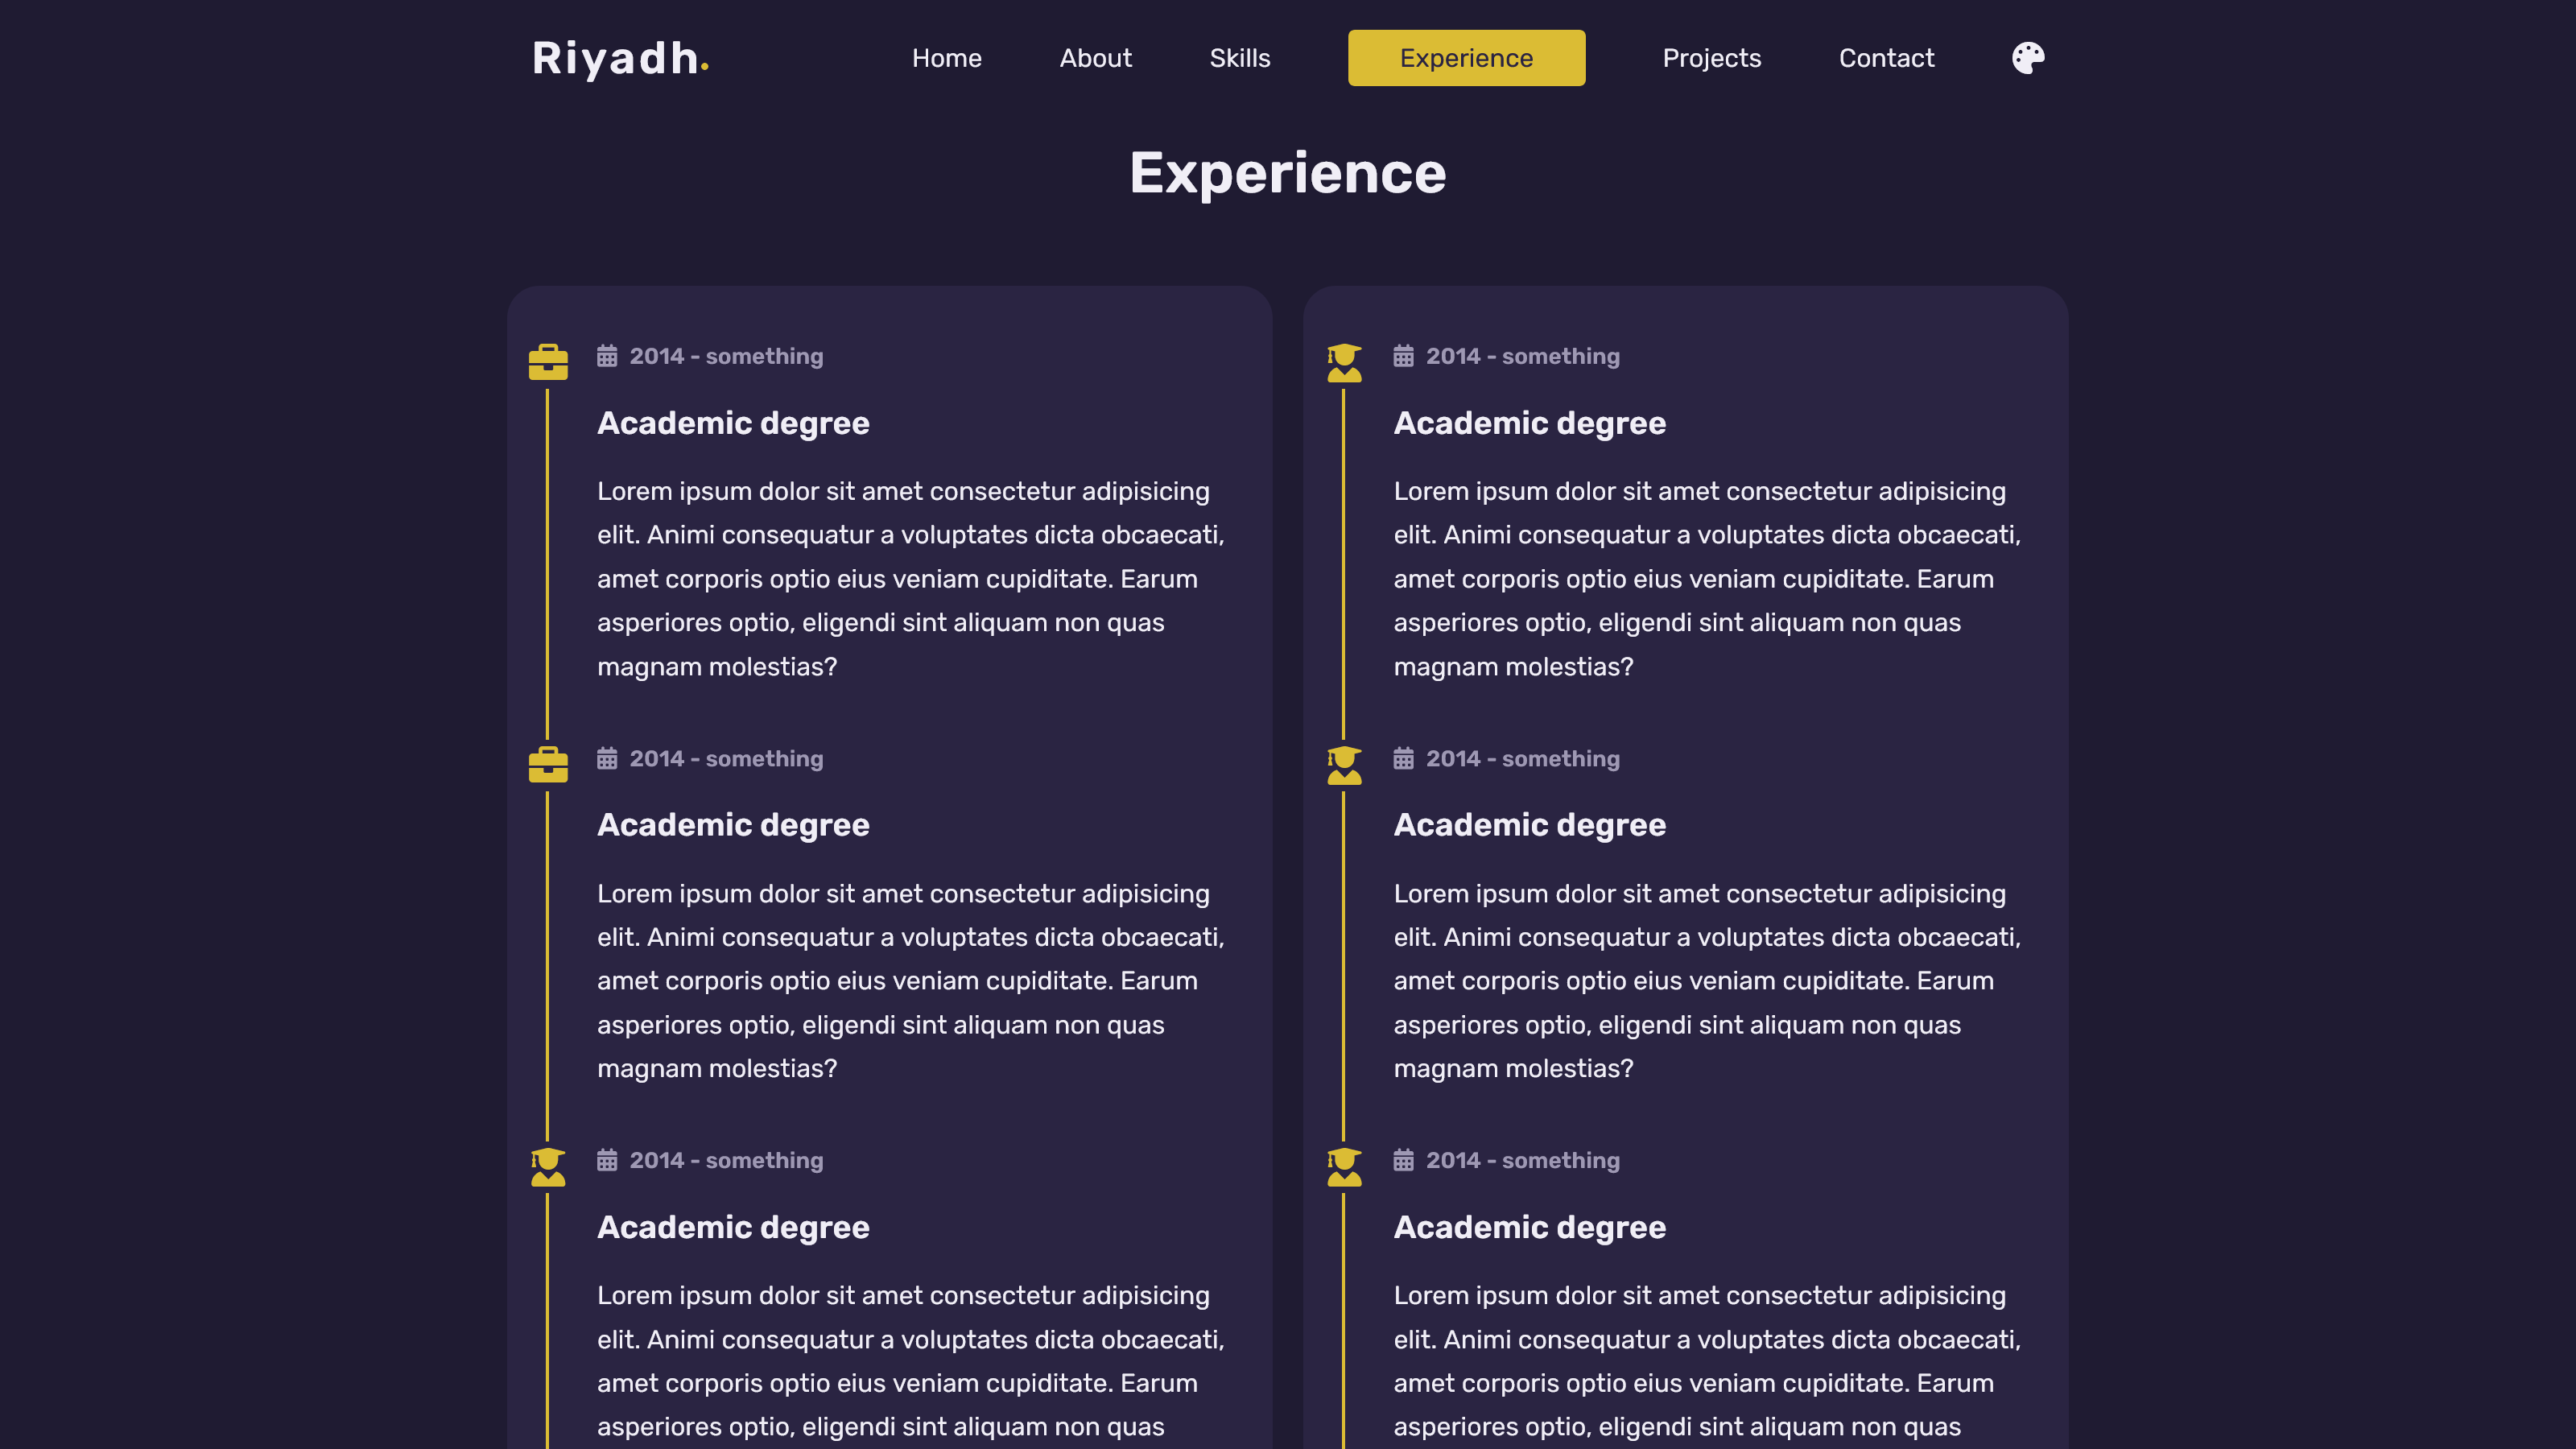 Riyadh.
Home About Skills Experience Projects Contact
Experience
2014 - something
Academic degree
Lorem ipsum dolor sit amet consectetur adipisicing
elit. Animi consequatur a voluptates dicta obcaecati,
amet corporis optio eius veniam cupiditate. Earum
asperiores optio, eligendi sint aliquam non quas
magnam molestias?
2014 - something
Academic degree
Lorem ipsum dolor sit amet consectetur adipisicing
elit. Animi consequatur a voluptates dicta obcaecati,
amet corporis optio eius veniam cupiditate. Earum
asperiores optio, eligendi sint aliquam non quas
magnam molestias?
2014 - something
Academic degree
Lorem ipsum dolor sit amet consectetur adipisicing
elit. Animi consequatur a voluptates dicta obcaecati,
amet corporis optio eius veniam cupiditate. Earum
asperiores optio, eligendi sint aliquam non quas
2014 - something
Academic degree
Lorem ipsum dolor sit amet consectetur adipisicing
elit. Animi consequatur a voluptates dicta obcaecati,
amet corporis optio eius veniam cupiditate. Earum
asperiores optio, eligendi sint aliquam non quas
magnam molestias?
2014 - something
Academic degree
Lorem ipsum dolor sit amet consectetur adipisicing
elit. Animi consequatur a voluptates dicta obcaecati,
amet corporis optio eius veniam cupiditate. Earum
asperiores optio, eligendi sint aliquam non quas
magnam molestias?
2014 - something
Academic degree
Lorem ipsum dolor sit amet consectetur adipisicing
elit. Animi consequatur a voluptates dicta obcaecati,
amet corporis optio eius veniam cupiditate. Earum
asperiores optio, eligendi sint aliquam non quas